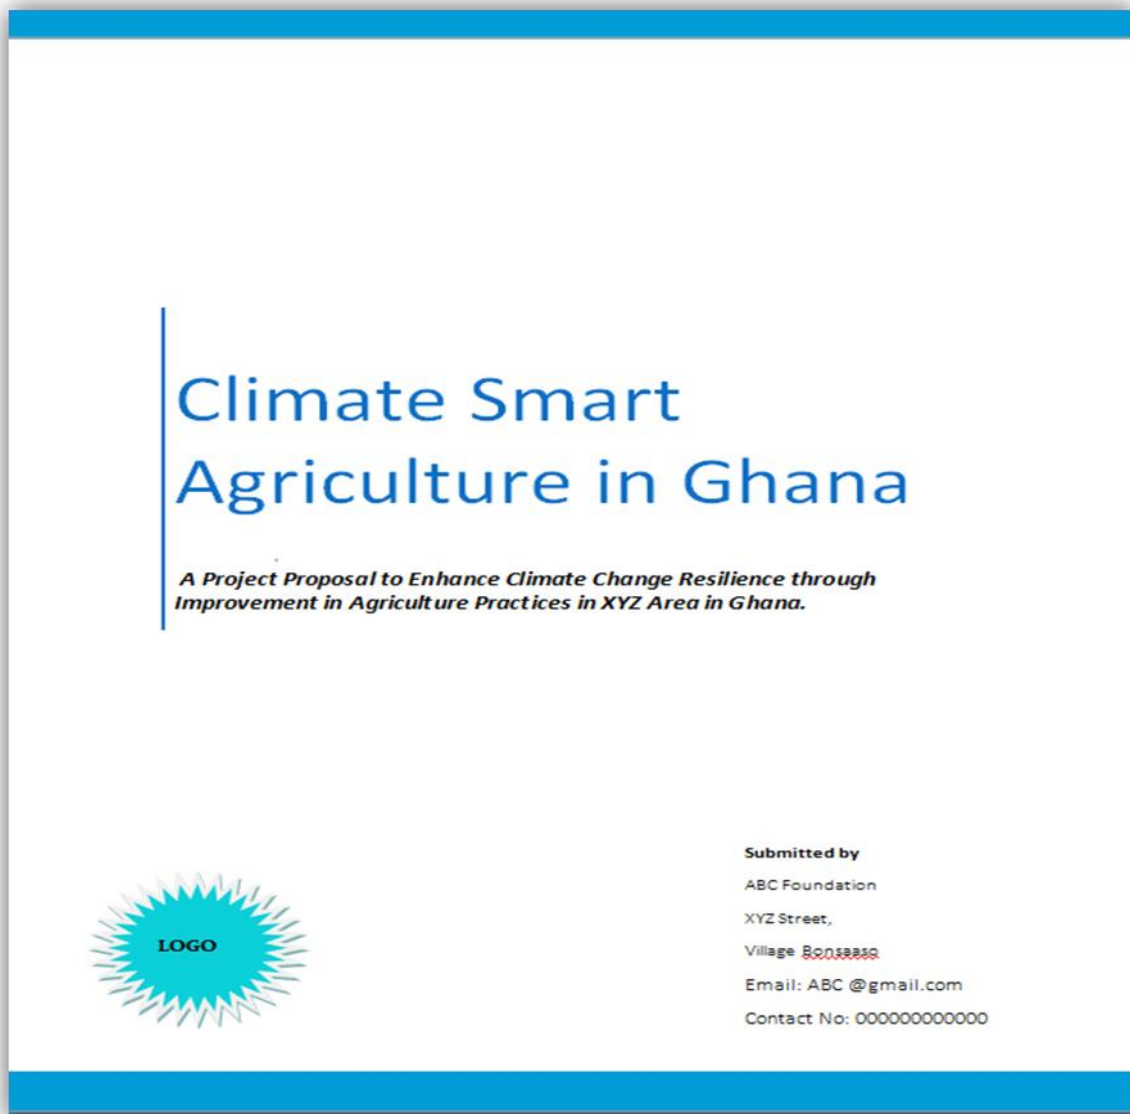 Climate Smart
Agriculture in Ghana
A Project Proposal to Enhance Climate Change Resilience through
Improvement in Agriculture Practices in XYZ Area in Ghana.
LOGO
Submitted by
ABC Foundation
XYZ Street,
Village Bonsaaso
Email: ABC @gmail.com
Contact No: 000000000000